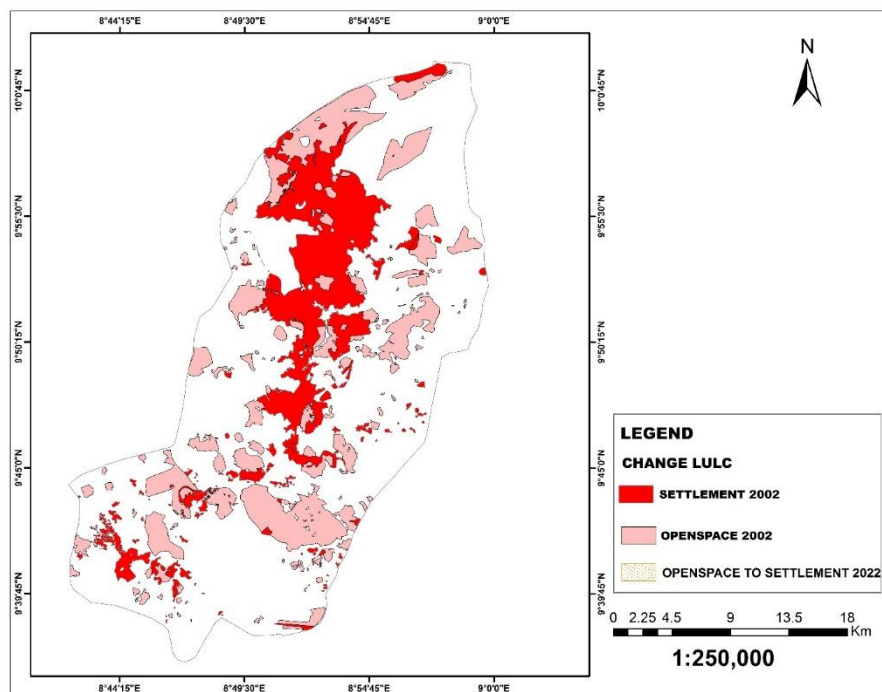 8°44'15"E 8°49'30"E 8°54'45"E 9°0'0"E
N
10°0'45"N 10°0'45"N
9°55'30"N 9°55'30"N
9°50'15"N 9°50'15"N
9°45'0"N 9°45'0"N
9°39'45"N 9°39'45"N
LEGEND
CHANGE LULC
SETTLEMENT 2002
OPENSPACE 2002
OPENSPACE TO SETTLEMENT 2022
0 2.25 4.5 9 13.5 18
Km
1:250,000
8°44'15"E 8°49'30"E 8°54'45"E 9°0'0"E